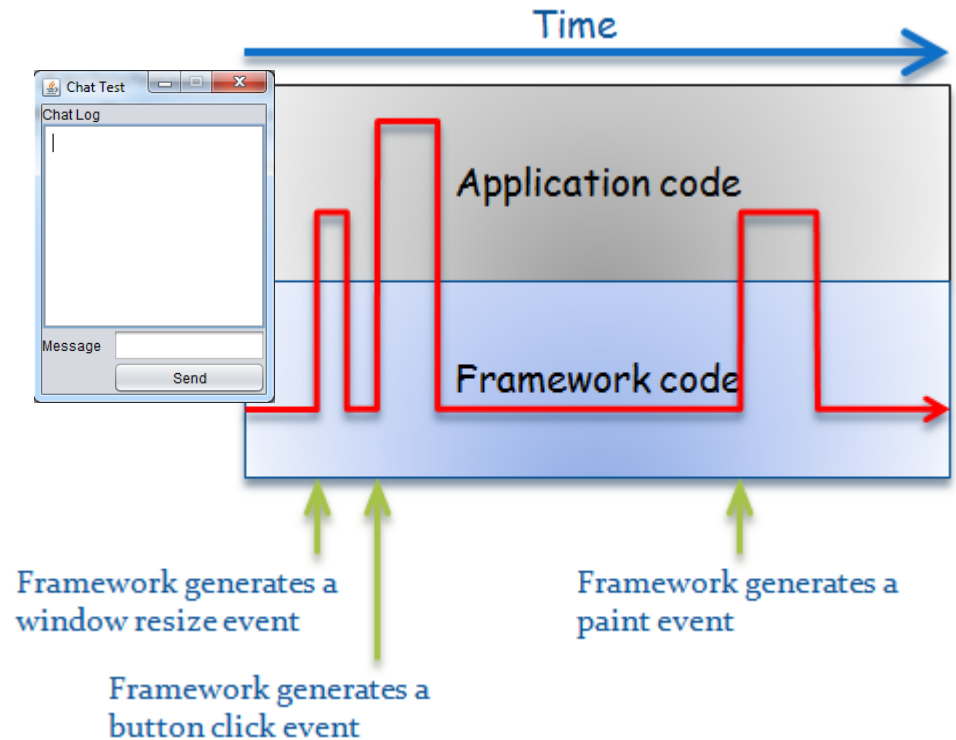 Time
Chat Test
Chat Log
Application code
Message
Send
Framework code
Framework generates a
window resize event
Framework generates a
paint event
Framework generates a
button click event